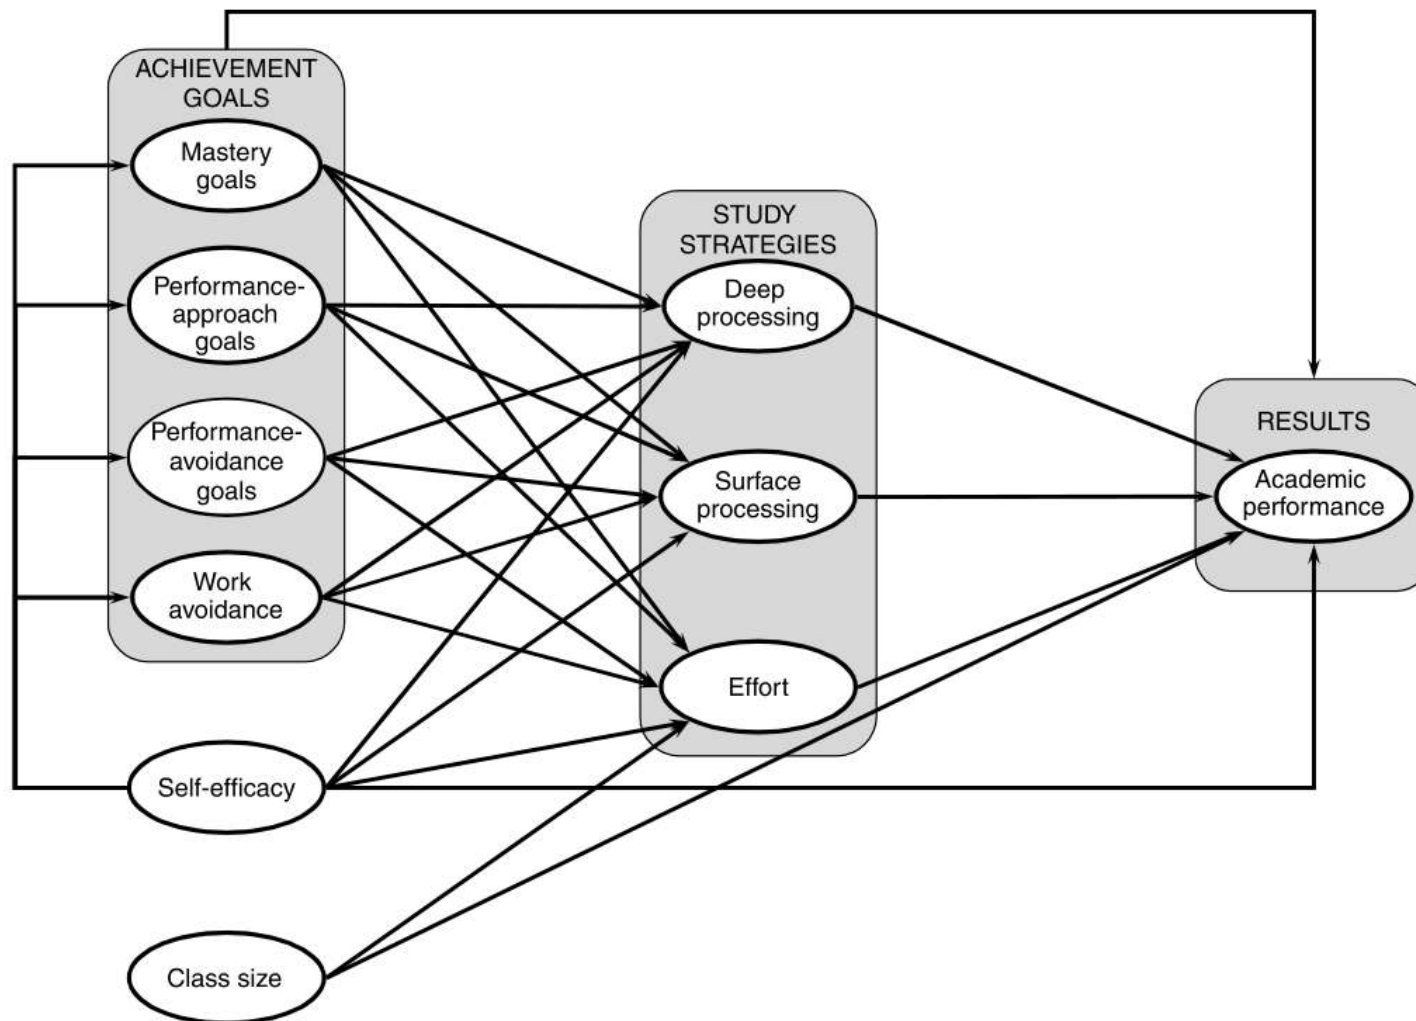 ACHIEVEMENT
GOALS
Mastery
goals
Performance-
approach
goals
Performance-
avoidance
goals
Work
avoidance
Self-efficacy
Class size
STUDY
STRATEGIES
Deep
processing
Surface
processing
Effort
RESULTS
Academic
performance